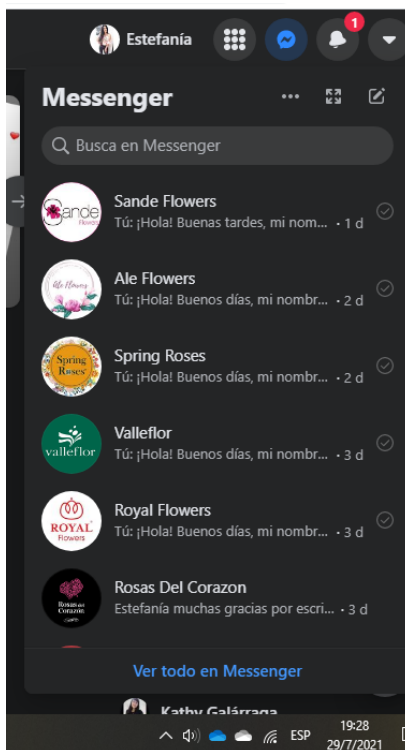 Estefanía
1
Messenger
Busca en Messenger
Sande
Flowers
Sande Flowers
Tú: ¡Hola! Buenas tardes, mi nom... · 1 d
Ale Flowers
Ale Flowers
Tú: ¡Hola! Buenos días, mi nombr... · 2 d
Spring
Roses
Spring Roses
Tú: ¡Hola! Buenos días, mi nombr... · 2 d
valleflor
Valleflor
Tú: ¡Hola! Buenos días, mi nombr... · 3 d
ROYAL
Flowers
Royal Flowers
Tú: ¡Hola! Buenos días, mi nombr... · 3 d
Rosas del
Corazón
Rosas Del Corazon
Estefanía muchas gracias por escri... · 3 d
Ver todo en Messenger
Kathy Galárraga
ESP
19:28
29/7/2021